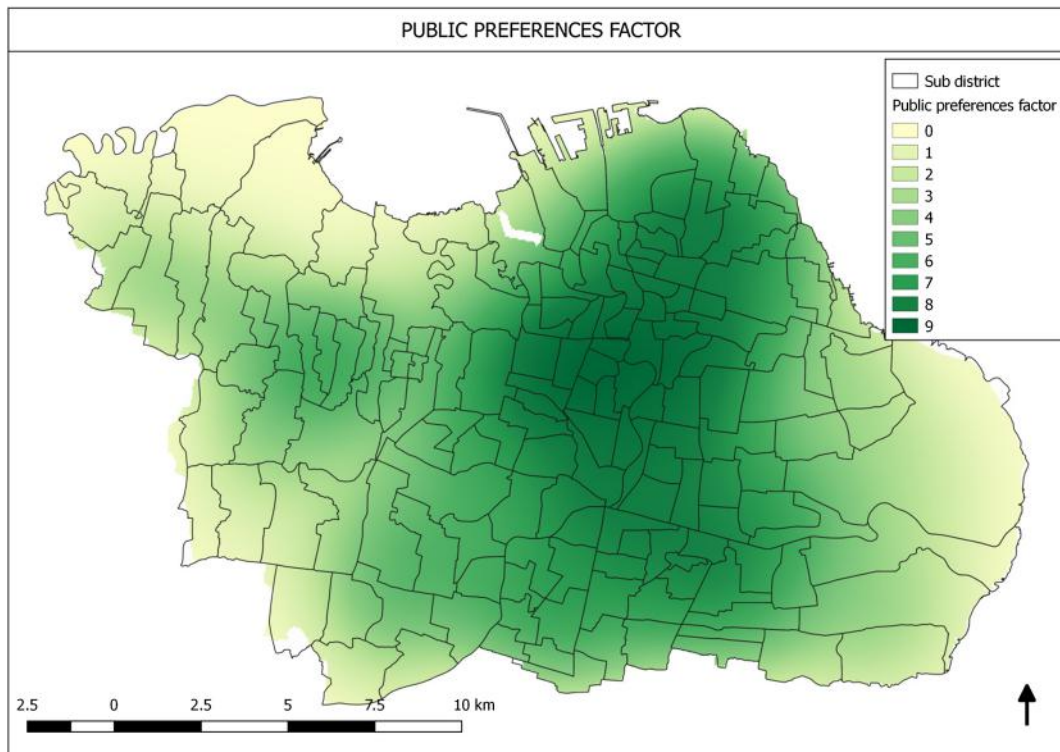 PUBLIC PREFERENCES FACTOR
Sub district
Public preferences factor
0
1
2
3
4
5
6
7
8
9
2.5 0 2.5 5 7.5 10 km